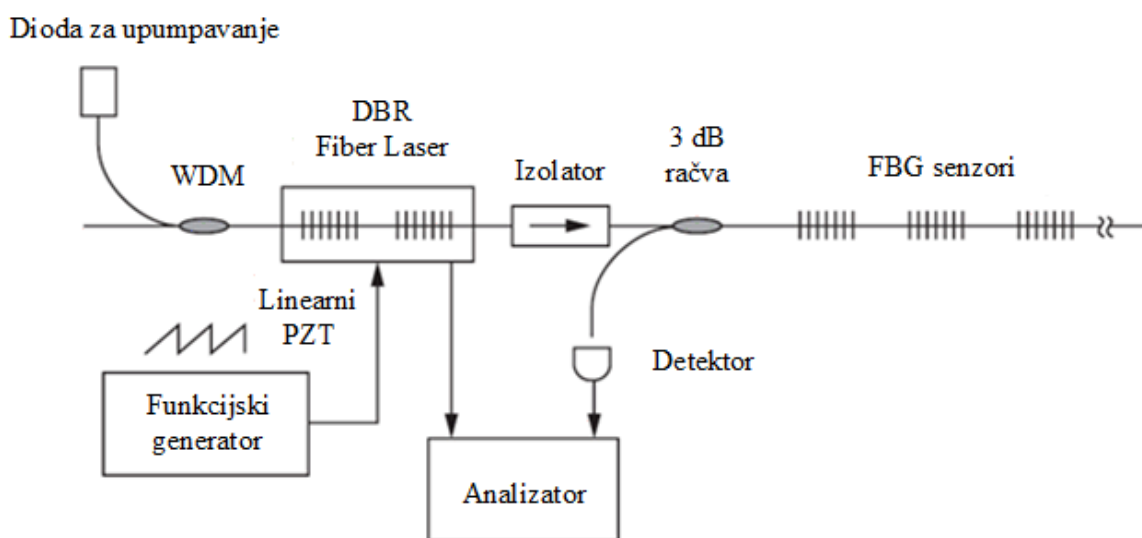 Dioda za upumpavanje
DBR
Fiber Laser
3 dB
račva
WDM
Izolator
FBG senzori
Linearni
PZT
Detektor
Funkcijski
generator
Analizator